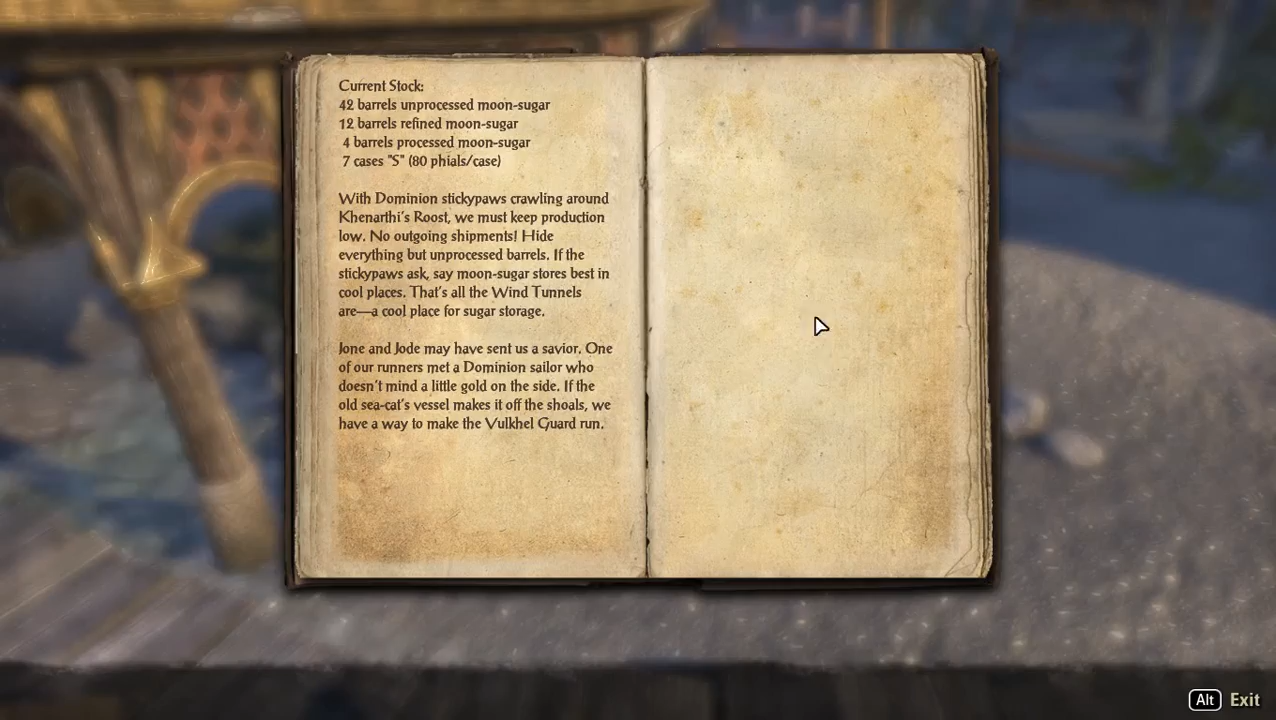 Current Stock:
42 barrels unprocessed moon-sugar
12 barrels refined moon-sugar
4 barrels processed moon-sugar
7 cases "S" (80 phials/case)
With Dominion stickypaws crawling around
Khenarthi's Roost, we must keep production
low. No outgoing shipments! Hide
everything but unprocessed barrels. If the
stickypaws ask, say moon-sugar stores best in
cool places. That's all the Wind Tunnels
are—a cool place for sugar storage.
Jone and Jode may have sent us a savior. One
of our runners met a Dominion sailor who
doesn't mind a little gold on the side. If the
old sea-cat's vessel makes it off the shoals, we
have a way to make the Vulkhel Guard run.
Alt Exit